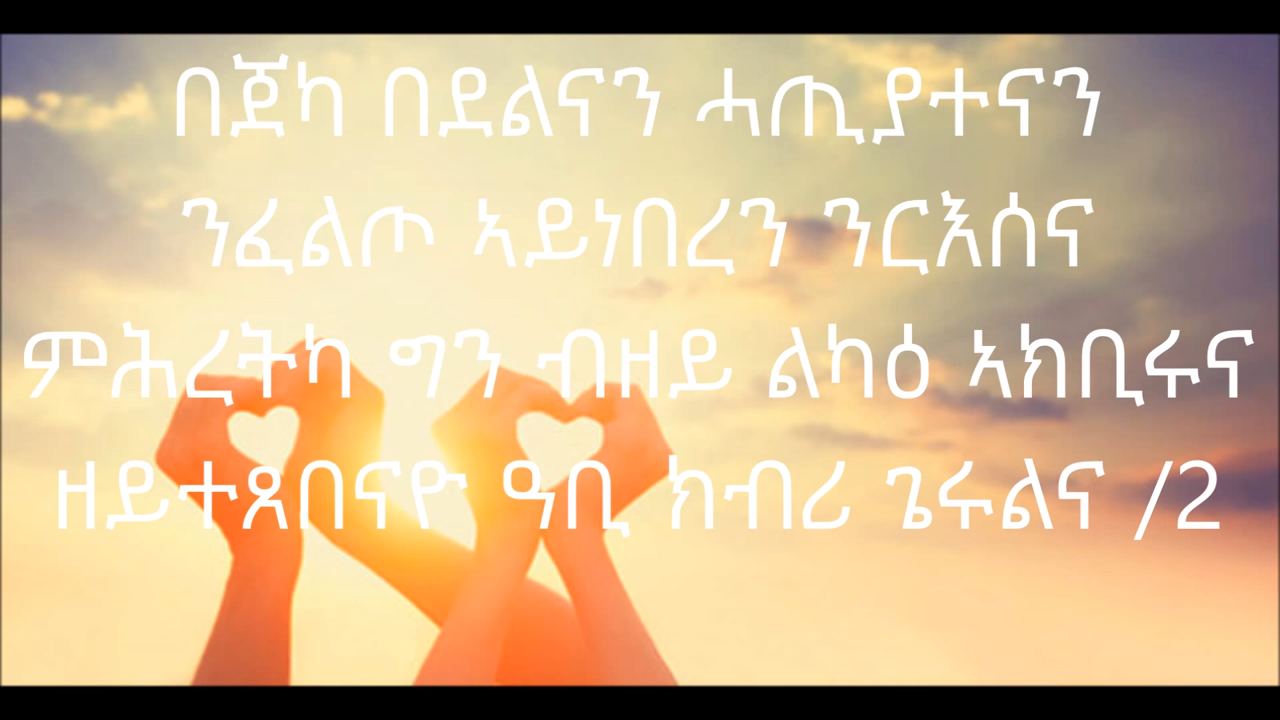 በጀካ በደልናን ሓጢያተናን
ንፈልጦ ኣይነበረን ንርእሰና
ምሕረትካ ግን ብዘይ ልካዕ ኣክቢሩና
ዘይተጸበናዮ ዓቢ ክብሪ ጌሩልና /2